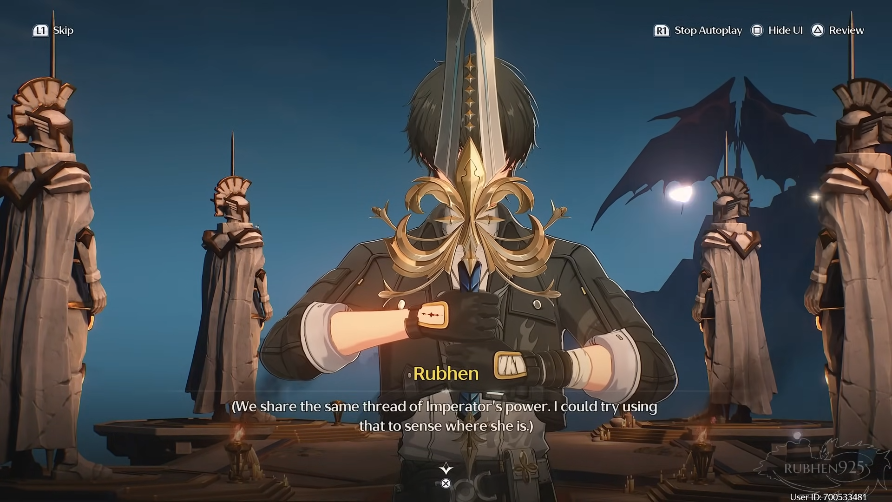 L1 Skip
R1 Stop Autoplay Hide UI Review
Rubhen
(We share the same thread of Imperator's power. I could try using
that to sense where she is.)
RUBHEN925
User ID: 700533481